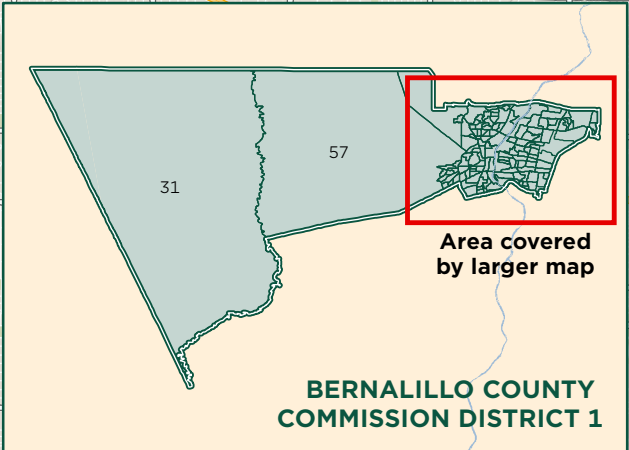 57
31
Area covered
by larger map
BERNALILLO COUNTY
COMMISSION DISTRICT 1